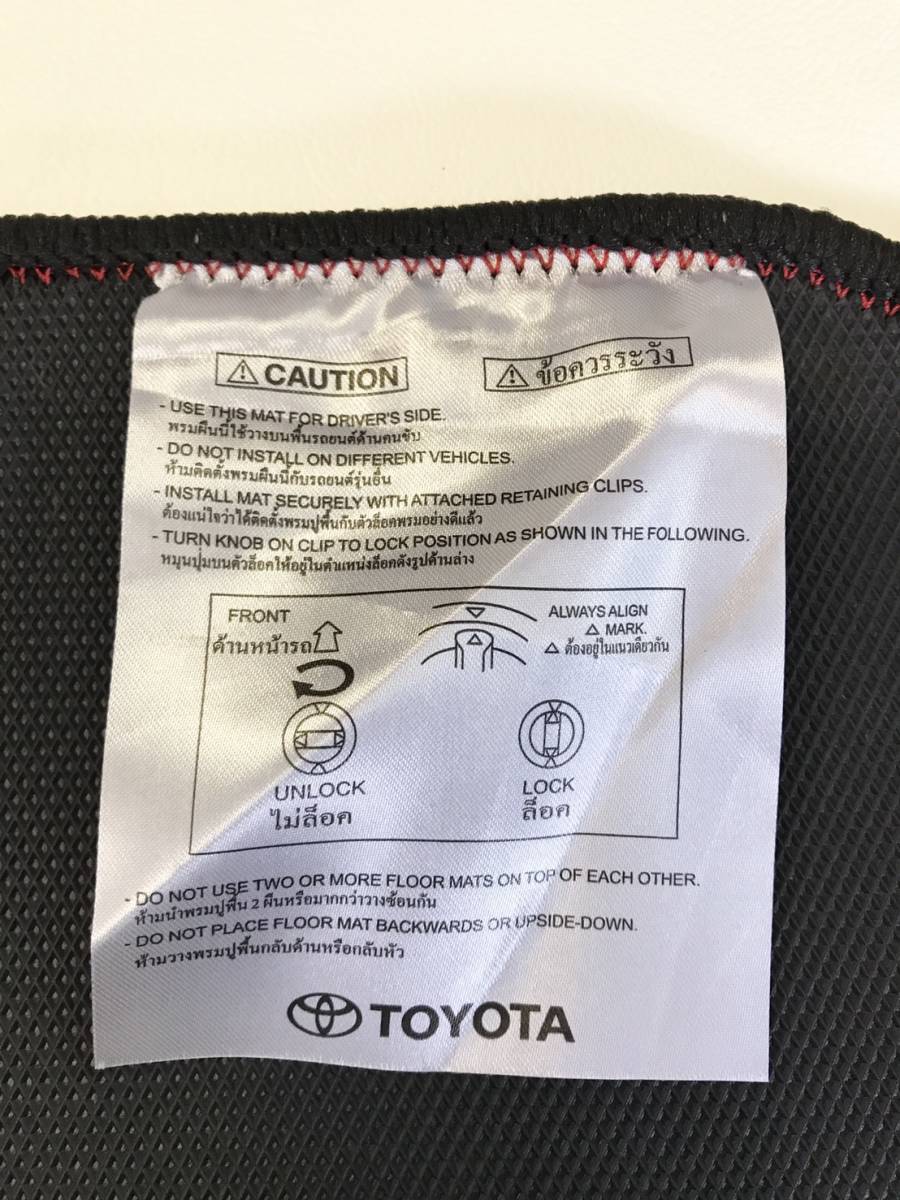 ⚠ CAUTION
⚠ ข้อควรระวัง
- USE THIS MAT FOR DRIVER'S SIDE.
พรมผืนนี้ใช้วางบนพื้นรถยนต์ด้านคนขับ
- DO NOT INSTALL ON DIFFERENT VEHICLES.
ห้ามติดตั้งพรมผืนนี้กับรถยนต์รุ่นอื่น
- INSTALL MAT SECURELY WITH ATTACHED RETAINING CLIPS.
ต้องแน่ใจว่าได้ติดตั้งพรมปูพื้นกับตัวล็อคพรมอย่างดีแล้ว
- TURN KNOB ON CLIP TO LOCK POSITION AS SHOWN IN THE FOLLOWING.
หมุนปุ่มบนตัวล็อคให้อยู่ในตำแหน่งล็อคดังรูปด้านล่าง
FRONT
ด้านหน้ารถ
ALWAYS ALIGN
△ MARK.
△ ต้องอยู่ในแนวเดียวกัน
UNLOCK
ไม่ล็อค
LOCK
ล็อค
- DO NOT USE TWO OR MORE FLOOR MATS ON TOP OF EACH OTHER.
ห้ามนำพรมปูพื้น 2 ผืนหรือมากกว่าวางซ้อนกัน
- DO NOT PLACE FLOOR MAT BACKWARDS OR UPSIDE-DOWN.
ห้ามวางพรมปูพื้นกลับด้านหรือกลับหัว
TOYOTA